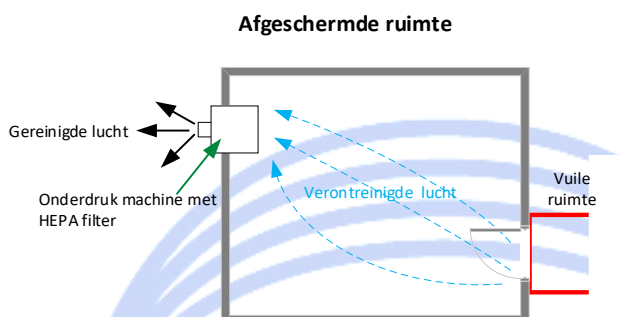 Afgeschermde ruimte
Gereinigde lucht
Onderdruk machine met
HEPA filter
Verontreinigde lucht
Vuile
ruimte